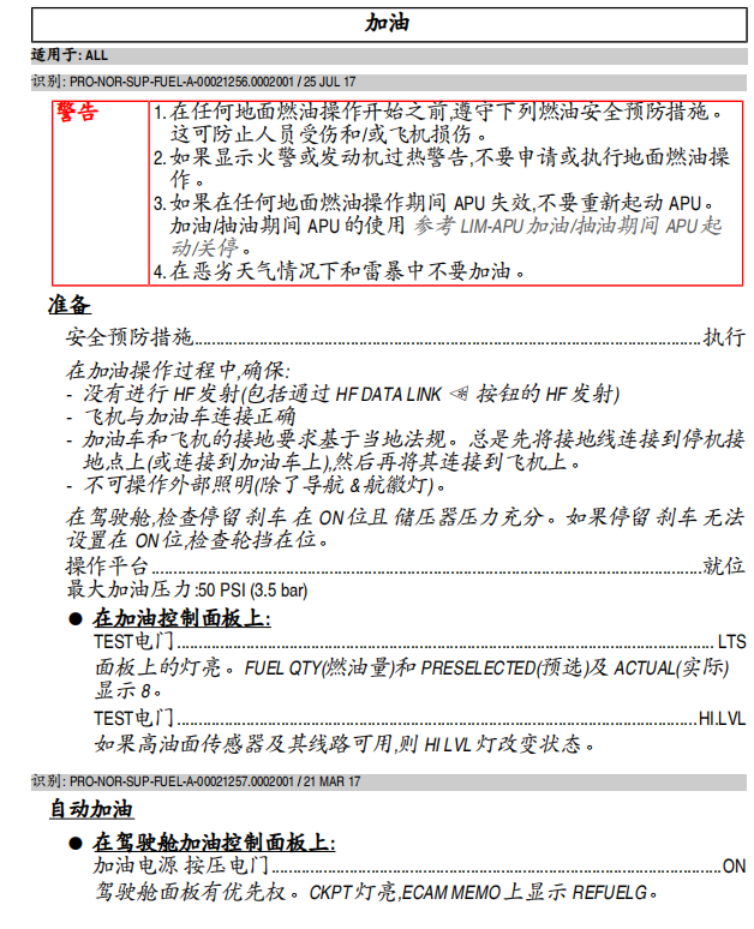 加油
适用于: ALL
识别: PRO-NOR-SUP-FUEL-A-00021256.0002001 / 25 JUL 17
警告
1. 在任何地面燃油操作开始之前,遵守下列燃油安全预防措施。
这可防止人员受伤和/或飞机损伤。
2. 如果显示火警或发动机过热警告,不要申请或执行地面燃油操
作。
3. 如果在任何地面燃油操作期间 APU 失效,不要重新起动 APU。
加油/抽油期间 APU 的使用 参考 LIM-APU 加油/抽油期间 APU 起
动/关停。
4. 在恶劣天气情况下和雷暴中不要加油。
准备
安全预防措施......................................................执行
在加油操作过程中,确保:
- 没有进行 HF 发射(包括通过 HF DATA LINK 按钮的 HF 发射)
- 飞机与加油车连接正确
- 加油车和飞机的接地要求基于当地法规。总是先将接地线连接到停机接
地点上(或连接到加油车上),然后再将其连接到飞机上。
- 不可操作外部照明(除了导航 & 航徽灯)。
在驾驶舱,检查停留 刹车 在 ON 位且 储压器压力充分。如果停留 刹车 无法
设置在 ON 位,检查轮挡在位。
操作平台......................................................就位
最大加油压力:50 PSI (3.5 bar)
● 在加油控制面板上:
TEST电门......................................................LTS
面板上的灯亮。FUEL QTY(燃油量)和 PRESELECTED(预选)及 ACTUAL(实际)
显示 8。
TEST电门......................................................HI.LVL
如果高油面传感器及其线路可用,则 HI LVL 灯改变状态。
识别: PRO-NOR-SUP-FUEL-A-00021257.0002001 / 21 MAR 17
自动加油
● 在驾驶舱加油控制面板上:
加油电源 按压电门......................................................ON
驾驶舱面板有优先权。CKPT 灯亮,ECAM MEMO 上显示 REFUELG。